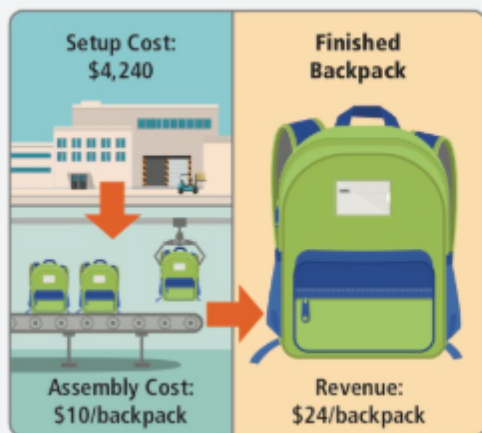 Setup Cost:
$4,240
Finished
Backpack
Assembly Cost:
$10/backpack
Revenue:
$24/backpack